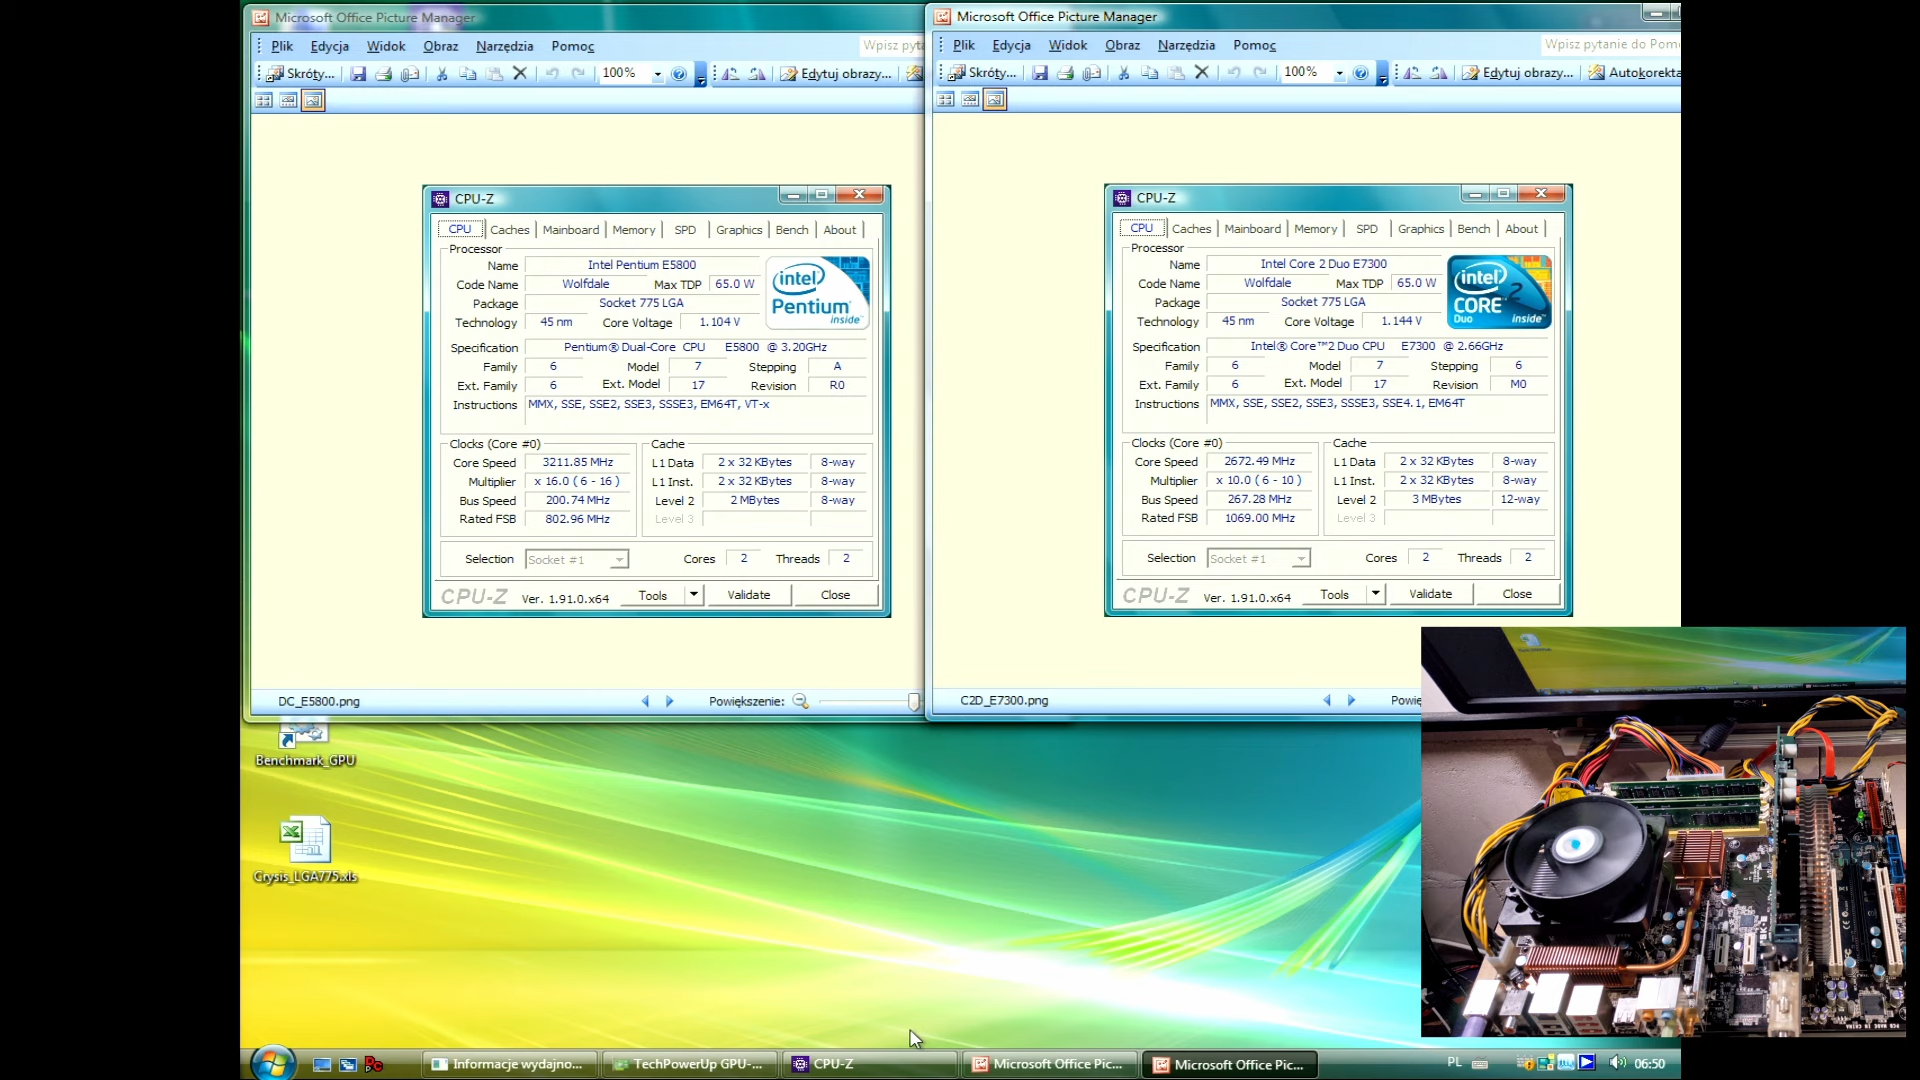 Microsoft Office Picture Manager
Plik Edycja Widok Obraz Narzędzia Pomoc
Wpisz pyta
Skróty... 100% Edytuj obrazy...
CPU-Z
CPU Caches Mainboard Memory SPD Graphics Bench About
Processor
Name Intel Pentium E5800
Code Name Wolfdale Max TDP 65.0 W
Package Socket 775 LGA
Technology 45 nm Core Voltage 1.104 V
intel
Pentium
inside
Specification Pentium® Dual-Core CPU E5800 @ 3.20GHz
Family 6 Model 7 Stepping A
Ext. Family 6 Ext. Model 17 Revision R0
Instructions MMX, SSE, SSE2, SSE3, SSSE3, EM64T, VT-x
Clocks (Core #0) Cache
Core Speed 3211.85 MHz L1 Data 2 x 32 KBytes 8-way
Multiplier x 16.0 ( 6 - 16 ) L1 Inst. 2 x 32 KBytes 8-way
Bus Speed 200.74 MHz Level 2 2 MBytes 8-way
Rated FSB 802.96 MHz Level 3
Selection Socket #1 Cores 2 Threads 2
CPU-Z Ver. 1.91.0.x64 Tools Validate Close
DC_E5800.png Powiększenie:
Microsoft Office Picture Manager
Plik Edycja Widok Obraz Narzędzia Pomoc
Wpisz pytanie do Pomo
Skróty... 100% Edytuj obrazy... Autokorekta
CPU-Z
CPU Caches Mainboard Memory SPD Graphics Bench About
Processor
Name Intel Core 2 Duo E7300
Code Name Wolfdale Max TDP 65.0 W
Package Socket 775 LGA
Technology 45 nm Core Voltage 1.144 V
intel
CORE 2
Duo inside
Specification Intel® Core™2 Duo CPU E7300 @ 2.66GHz
Family 6 Model 7 Stepping 6
Ext. Family 6 Ext. Model 17 Revision M0
Instructions MMX, SSE, SSE2, SSE3, SSSE3, SSE4.1, EM64T
Clocks (Core #0) Cache
Core Speed 2672.49 MHz L1 Data 2 x 32 KBytes 8-way
Multiplier x 10.0 ( 6 - 10 ) L1 Inst. 2 x 32 KBytes 8-way
Bus Speed 267.28 MHz Level 2 3 MBytes 12-way
Rated FSB 1069.00 MHz Level 3
Selection Socket #1 Cores 2 Threads 2
CPU-Z Ver. 1.91.0.x64 Tools Validate Close
C2D_E7300.png Powię
Benchmark_GPU
Crysis_LGA775.xls
Informacje wydajno... TechPowerUp GPU-... CPU-Z Microsoft Office Pic... Microsoft Office Pic... PL 06:50